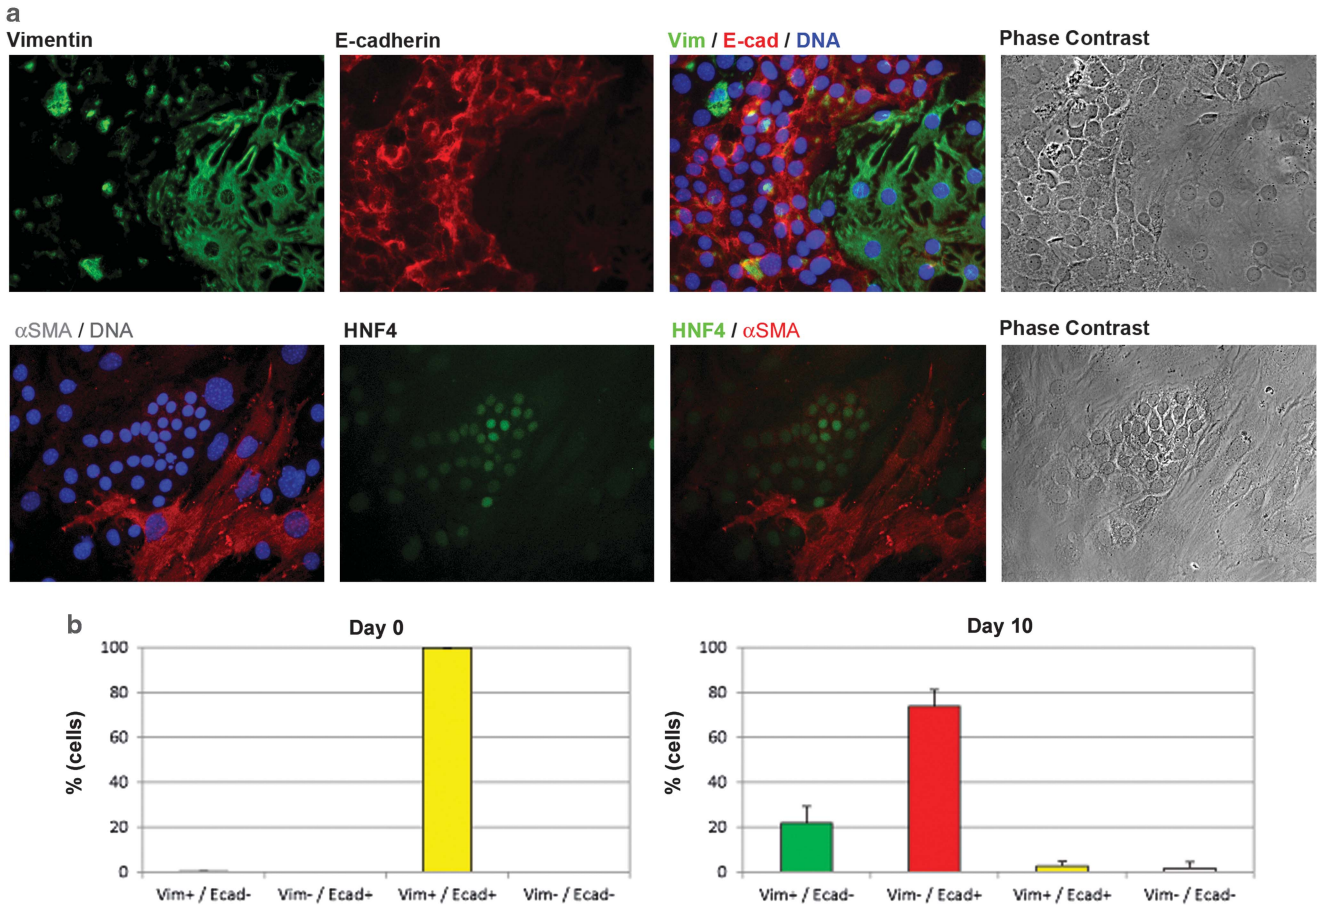 a
Vimentin E-cadherin Vim / E-cad / DNA Phase Contrast
αSMA / DNA HNF4 HNF4 / αSMA Phase Contrast
b
Day 0
% (cells)
100
80
60
40
20
0
Vim+ / Ecad- Vim- / Ecad+ Vim+ / Ecad+ Vim- / Ecad-
Day 10
% (cells)
100
80
60
40
20
0
Vim+ / Ecad- Vim- / Ecad+ Vim+ / Ecad+ Vim- / Ecad-